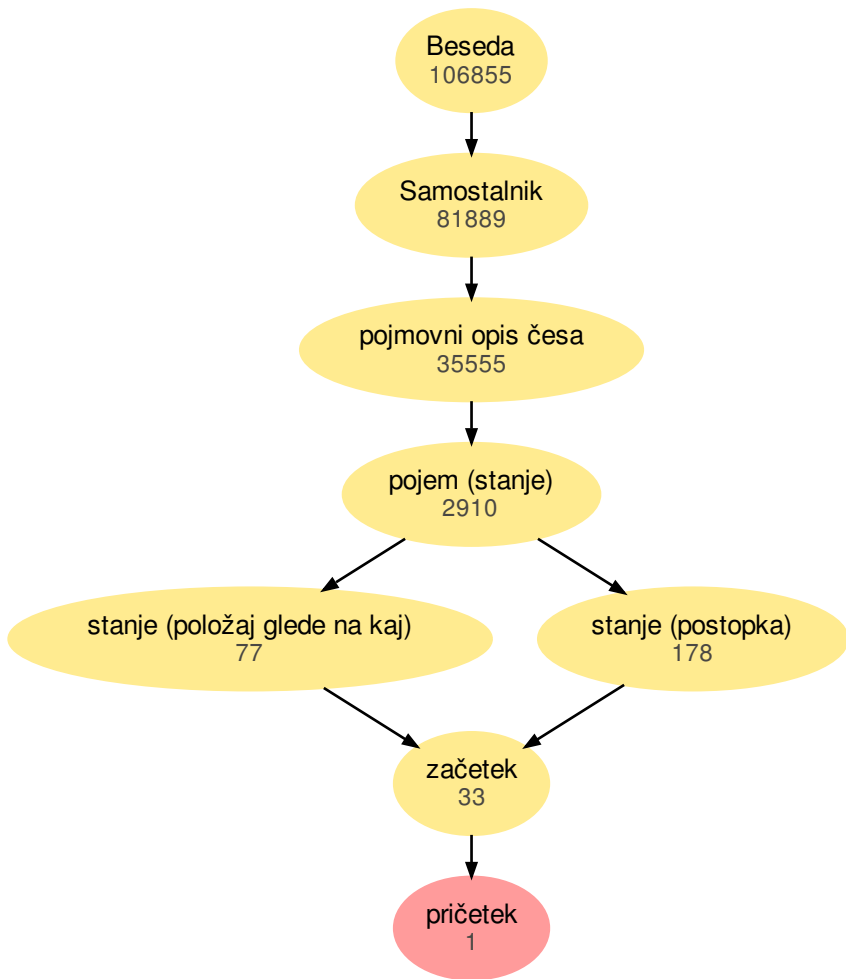 Beseda
106855
Samostalnik
81889
pojmovni opis česa
35555
pojem (stanje)
2910
stanje (položaj glede na kaj)
77
stanje (postopka)
178
začetek
33
pričetek
1